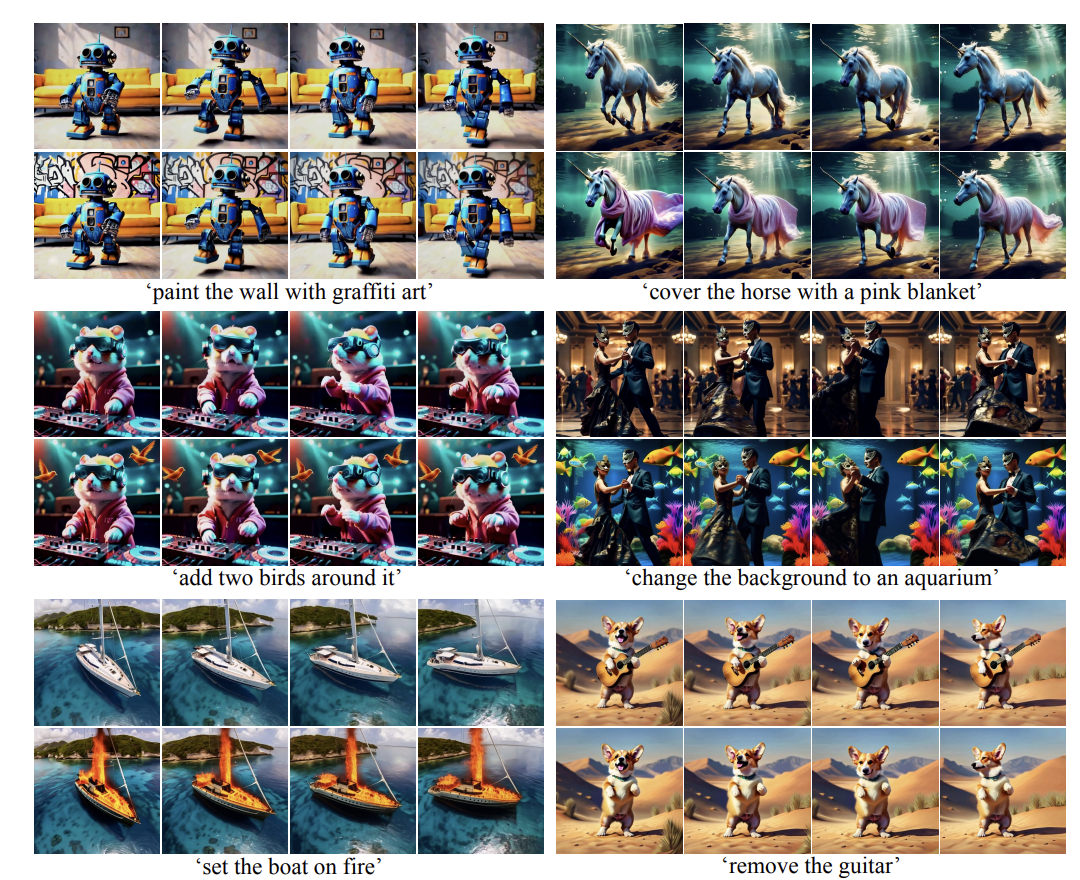 ‘paint the wall with graffiti art’
‘cover the horse with a pink blanket’
‘add two birds around it’
‘change the background to an aquarium’
‘set the boat on fire’
‘remove the guitar’